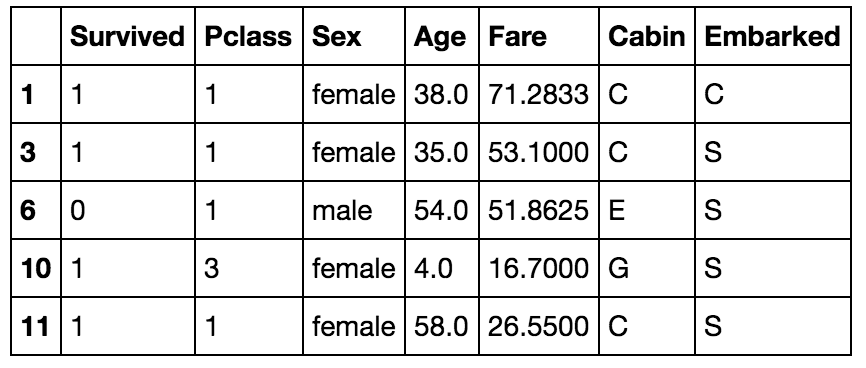 Survived Pclass Sex Age Fare Cabin Embarked
1 1 1 female 38.0 71.2833 C C
3 1 1 female 35.0 53.1000 C S
6 0 1 male 54.0 51.8625 E S
10 1 3 female 4.0 16.7000 G S
11 1 1 female 58.0 26.5500 C S